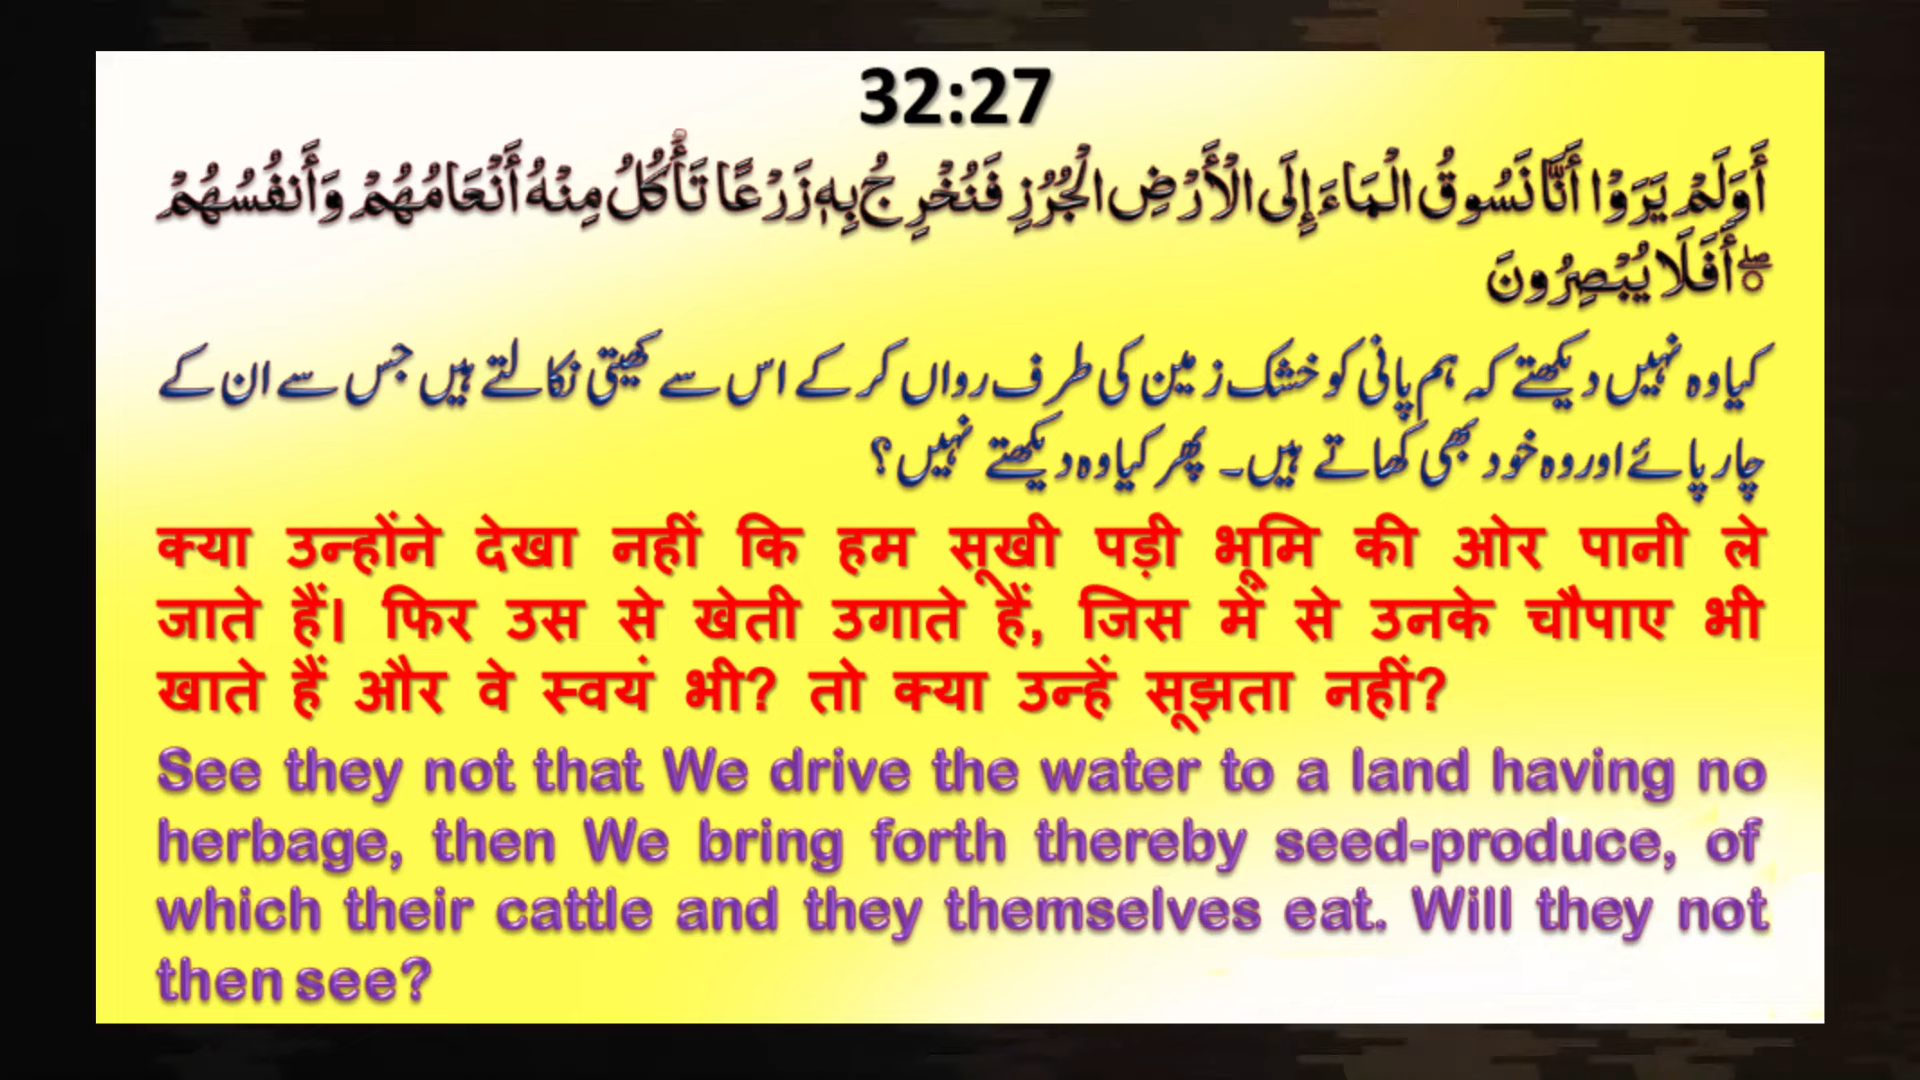 32:27
أَوَلَمْ يَرَوْا أَنَّا نَسُوقُ الْمَاءَ إِلَى الْأَرْضِ الْجُرُزِ فَنُخْرِجُ بِهِ زَرْعًا تَأْكُلُ مِنْهُ أَنْعَامُهُمْ وَأَنفُسُهُمْ
ۖ أَفَلَا يُبْصِرُونَ
کیا وہ نہیں دیکھتے کہ ہم پانی کو خشک زمین کی طرف رواں کرکے اس سے کھیتی نکالتے ہیں جس سے ان کے
چار پائے اور وہ خود بھی کھاتے ہیں۔ پھر کیا وہ دیکھتے نہیں؟
क्या उन्होंने देखा नहीं कि हम सूखी पड़ी भूमि की ओर पानी ले
जाते हैं। फिर उस से खेती उगाते हैं, जिस में से उनके चौपाए भी
खाते हैं और वे स्वयं भी? तो क्या उन्हें सूझता नहीं?
See they not that We drive the water to a land having no
herbage, then We bring forth thereby seed-produce, of
which their cattle and they themselves eat. Will they not
then see?